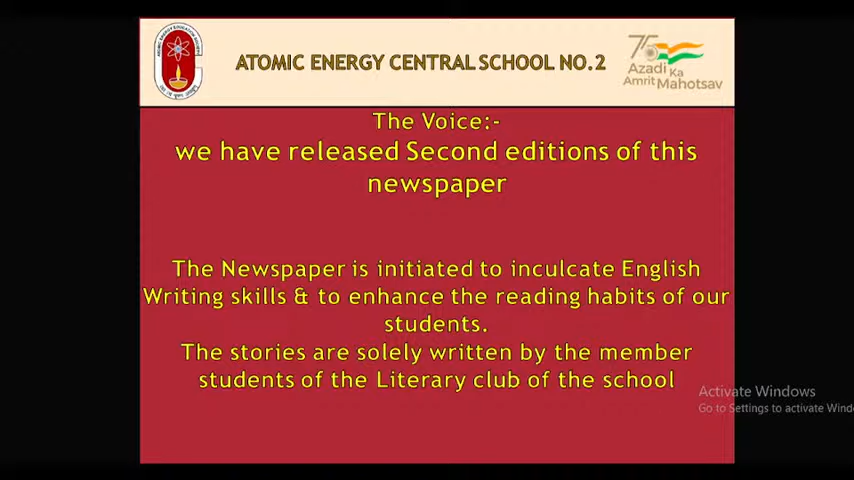 ATOMIC ENERGY CENTRAL SCHOOL NO.2
75
Azadi Ka
Amrit Mahotsav
The Voice:-
we have released Second editions of this
newspaper
The Newspaper is initiated to inculcate English
Writing skills & to enhance the reading habits of our
students.
The stories are solely written by the member
students of the Literary club of the school
Activate Windows
Go to Settings to activate Wind